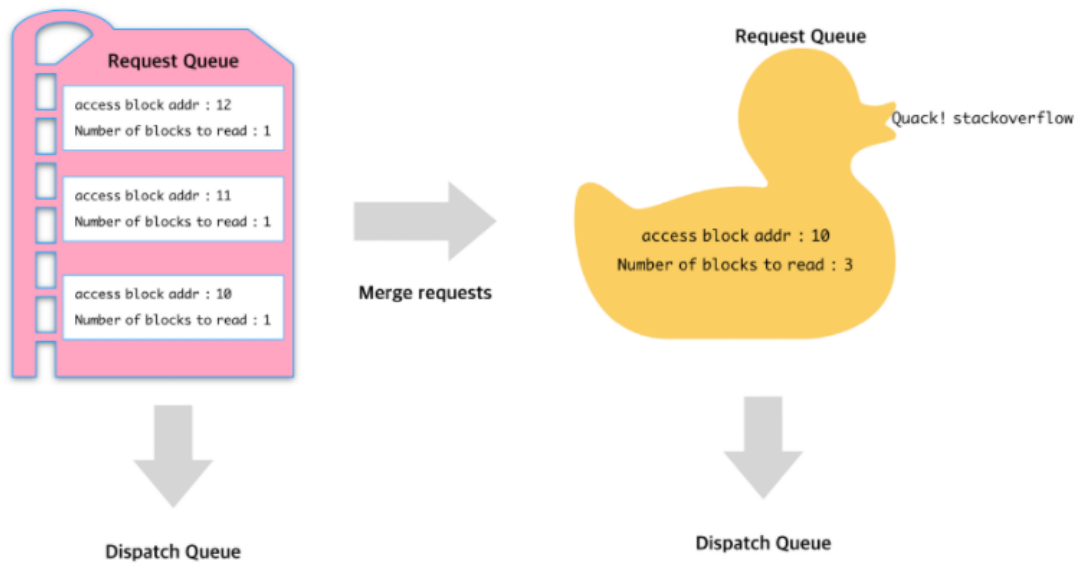 Request Queue
access block addr : 12
Number of blocks to read : 1
access block addr : 11
Number of blocks to read : 1
access block addr : 10
Number of blocks to read : 1
Merge requests
Dispatch Queue
Request Queue
Quack! stackoverflow
access block addr : 10
Number of blocks to read : 3
Dispatch Queue